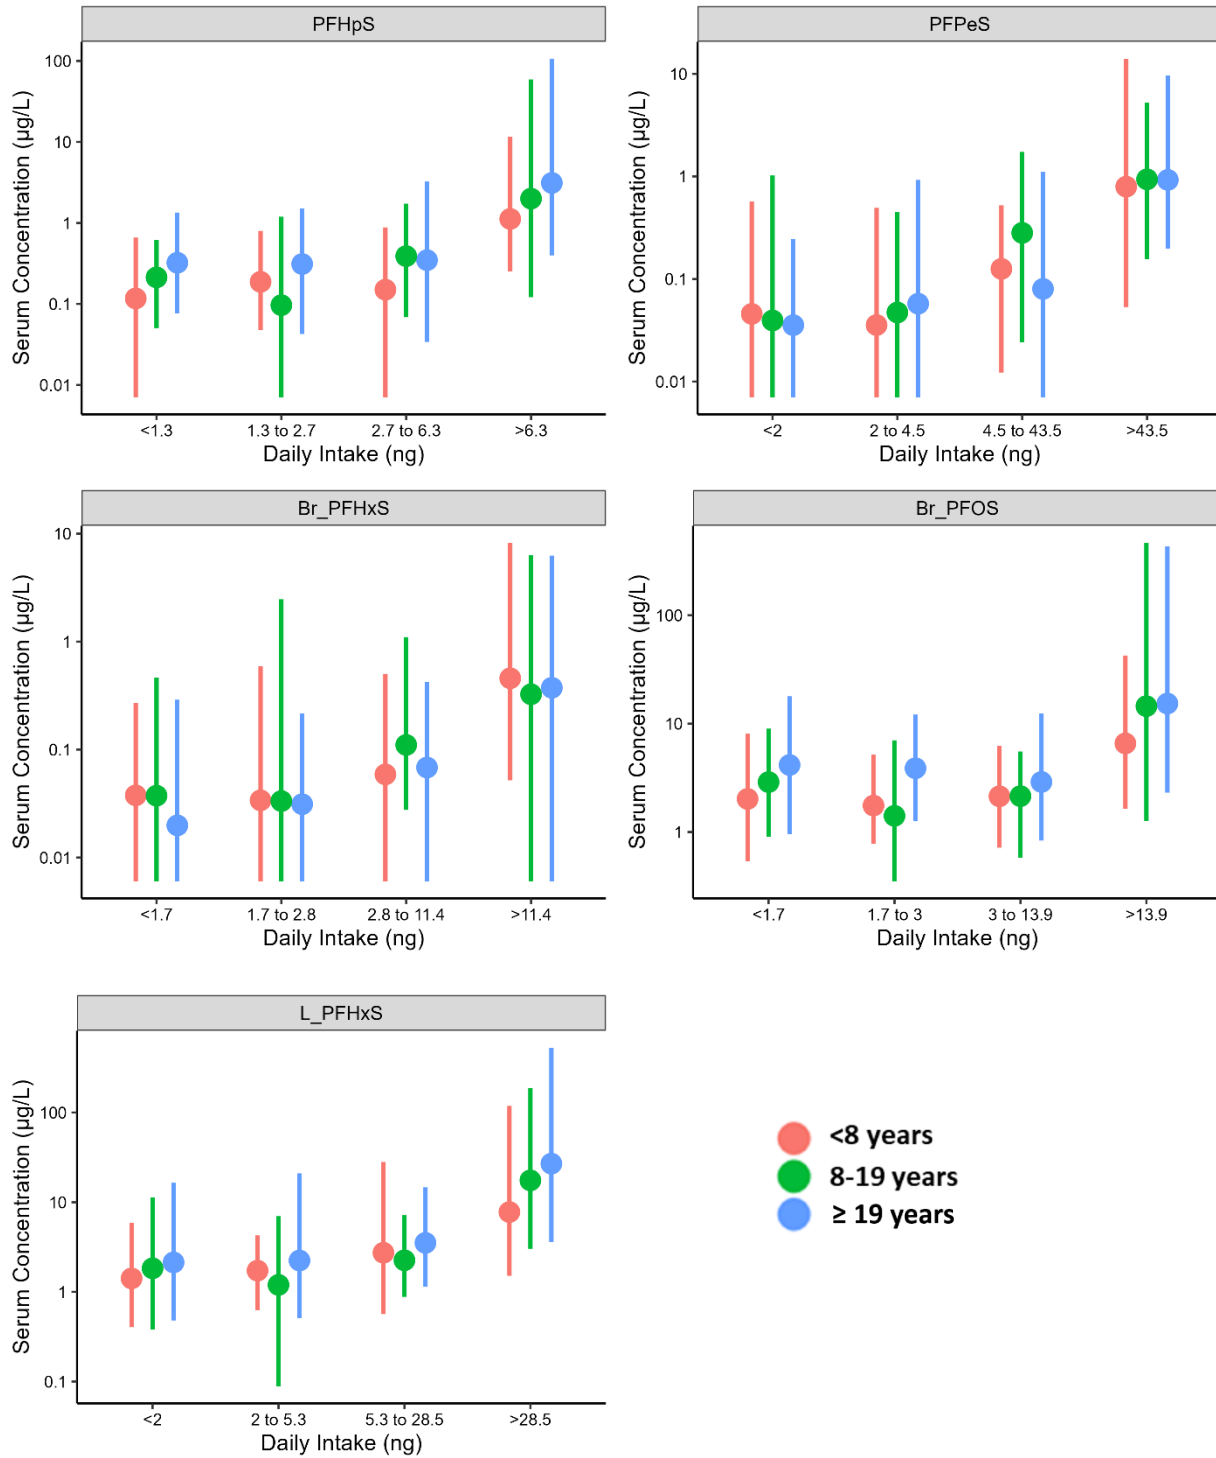 PFHpS
Serum Concentration (µg/L)
100
10
1
0.1
0.01
<1.3 1.3 to 2.7 2.7 to 6.3 >6.3
Daily Intake (ng)
PFPeS
Serum Concentration (µg/L)
10
1
0.1
0.01
<2 2 to 4.5 4.5 to 43.5 >43.5
Daily Intake (ng)
Br_PFHxS
Serum Concentration (µg/L)
10
1
0.1
0.01
<1.7 1.7 to 2.8 2.8 to 11.4 >11.4
Daily Intake (ng)
Br_PFOS
Serum Concentration (µg/L)
100
10
1
<1.7 1.7 to 3 3 to 13.9 >13.9
Daily Intake (ng)
L_PFHxS
Serum Concentration (µg/L)
100
10
1
0.1
<2 2 to 5.3 5.3 to 28.5 >28.5
Daily Intake (ng)
<8 years
8-19 years
≥ 19 years